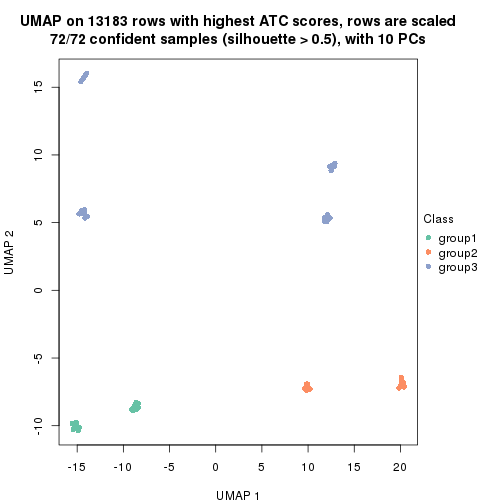 UMAP on 13183 rows with highest ATC scores, rows are scaled
72/72 confident samples (silhouette > 0.5), with 10 PCs
15
10
5
0
-5
-10
UMAP 2
-15
-10
-5
0
5
10
15
20
UMAP 1
Class
group1
group2
group3